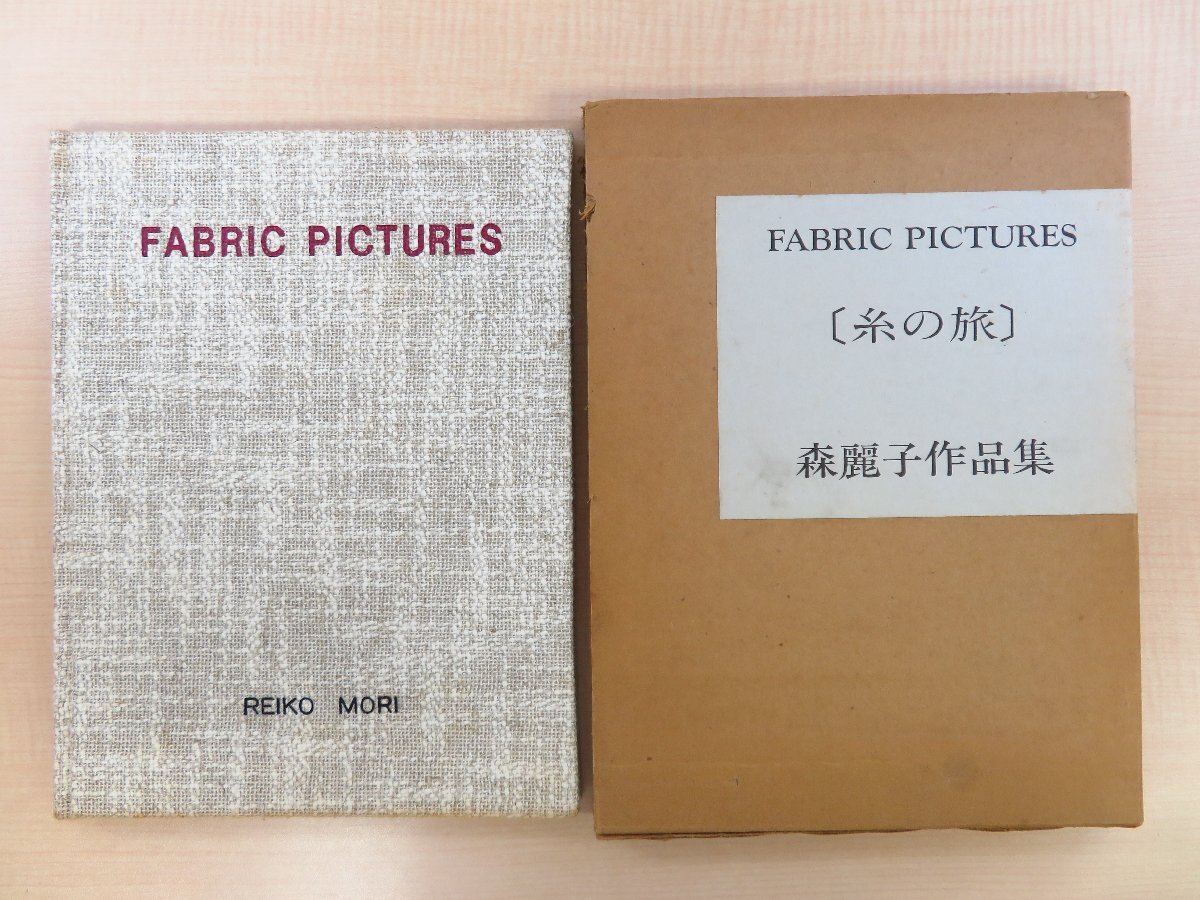 FABRIC PICTURES
REIKO MORI
FABRIC PICTURES
〔糸の旅〕
森麗子作品集